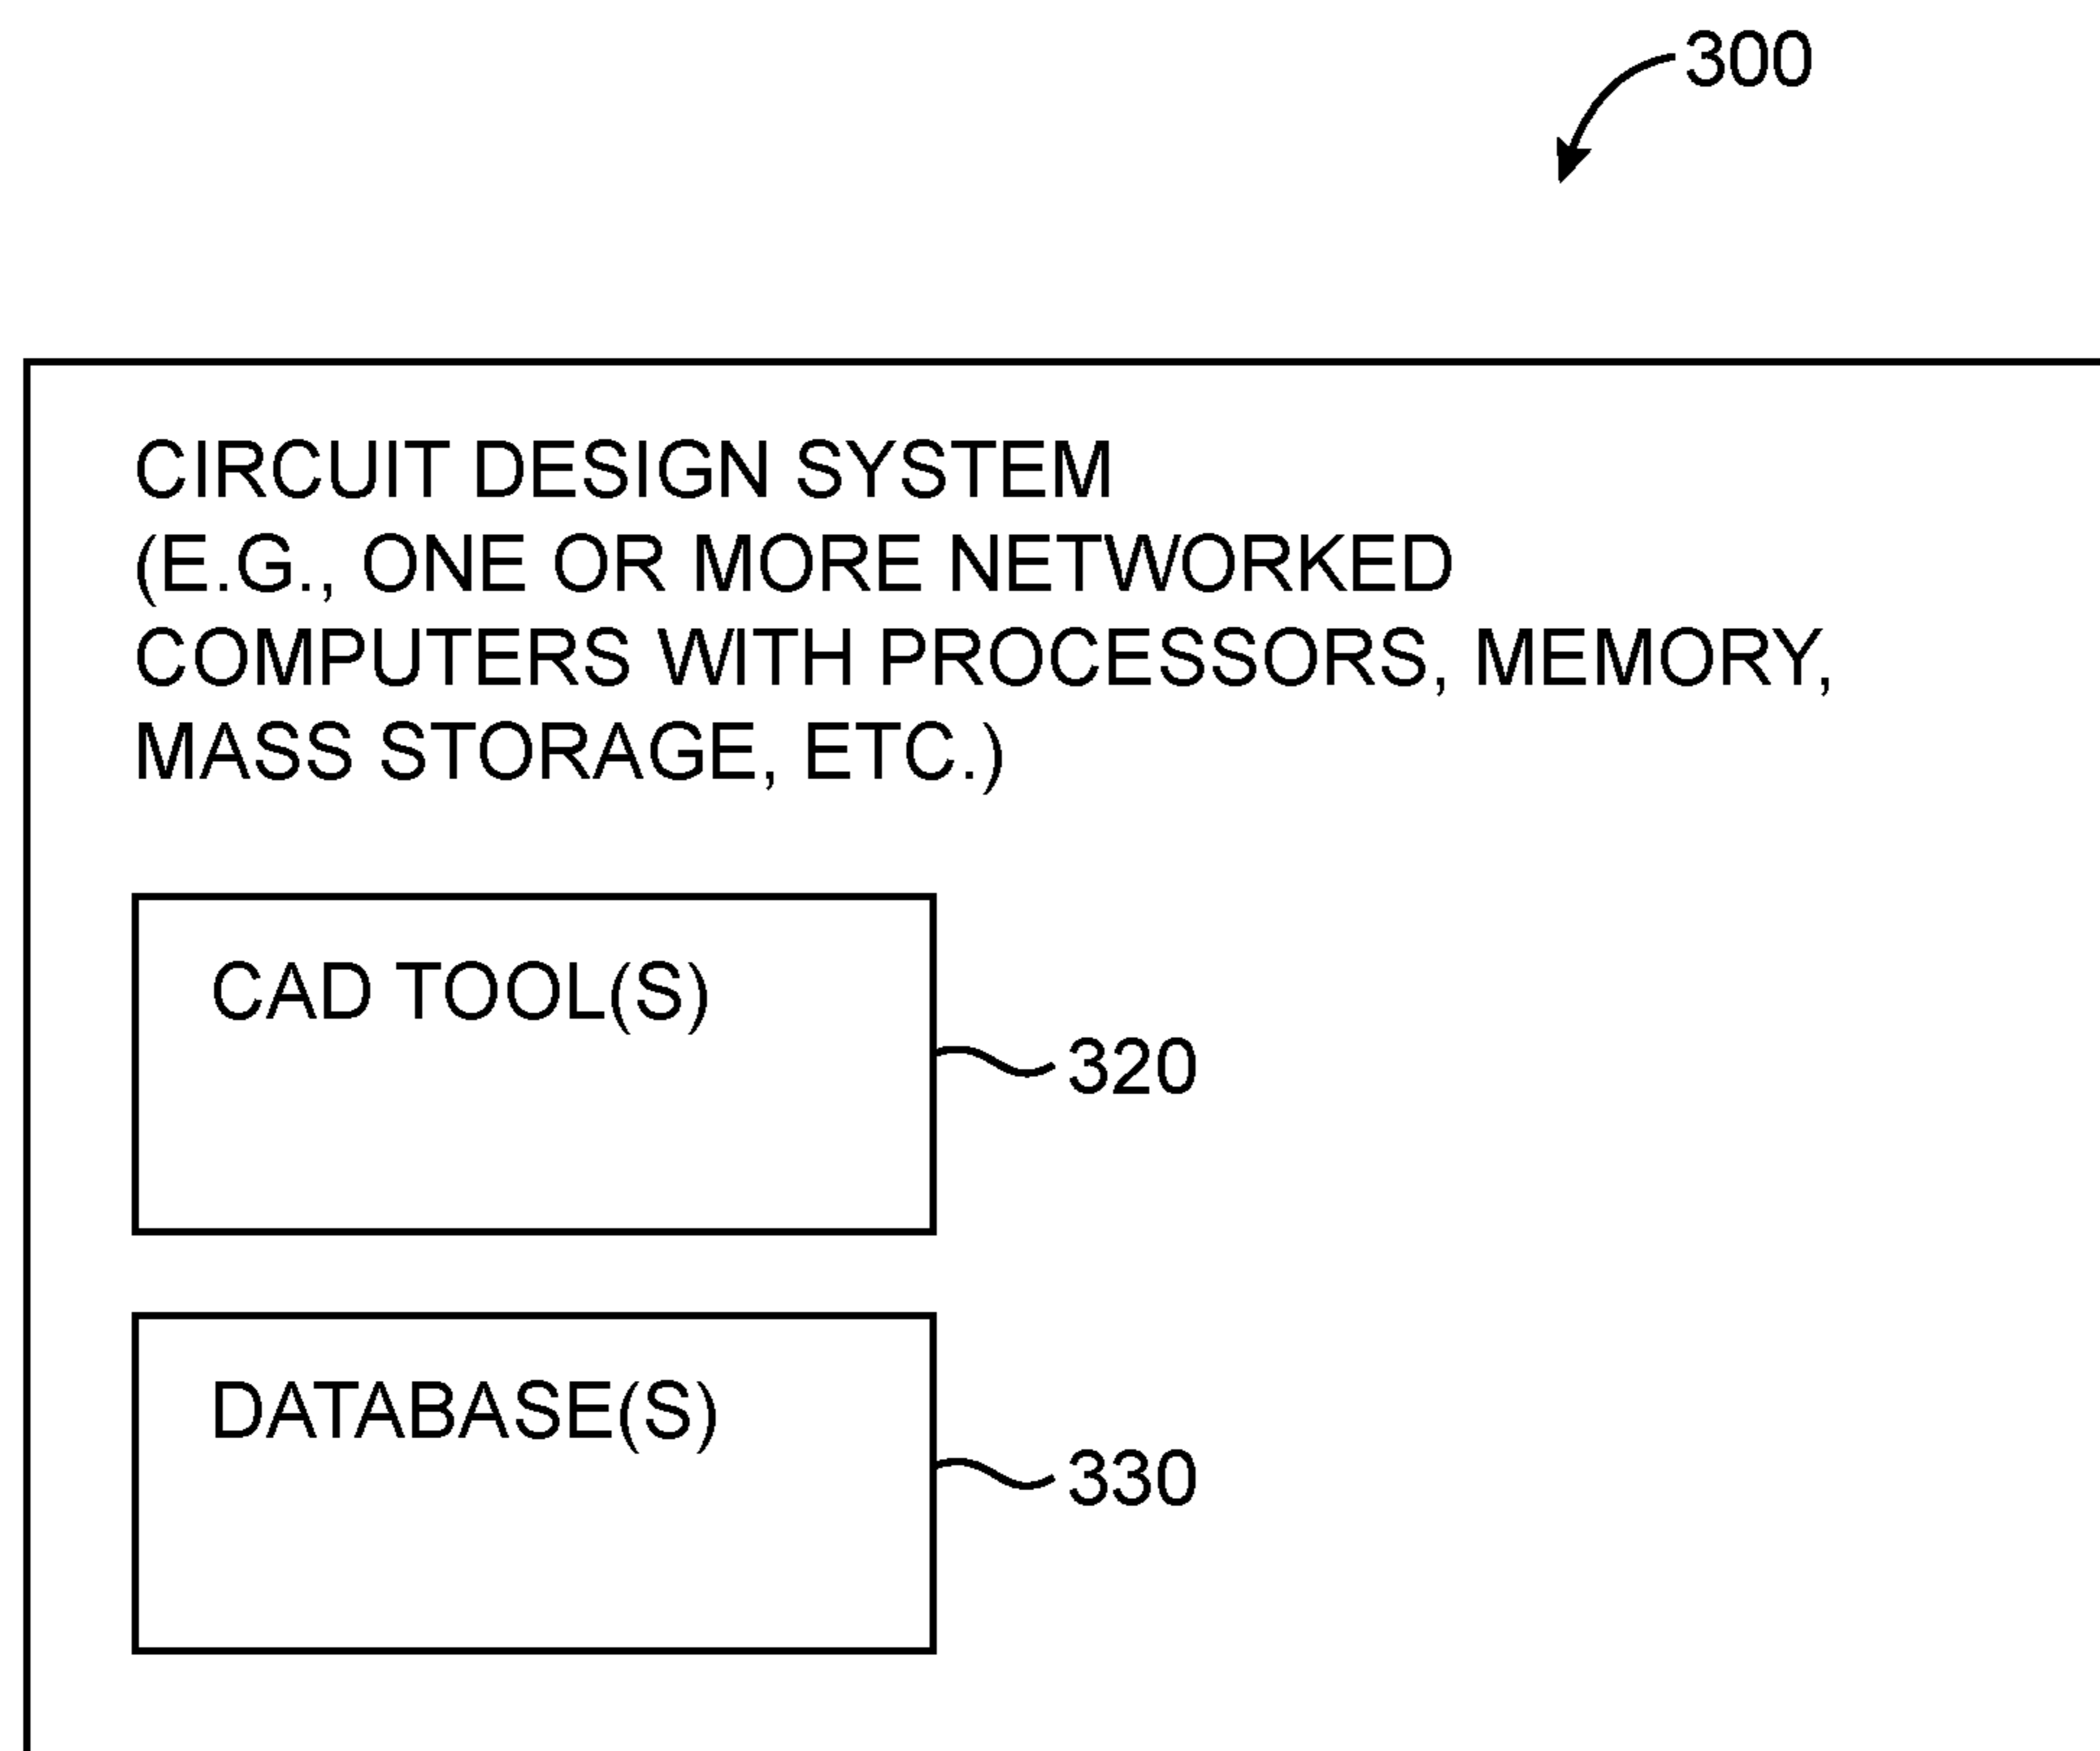 300
CIRCUIT DESIGN SYSTEM
(E.G., ONE OR MORE NETWORKED
COMPUTERS WITH PROCESSORS, MEMORY,
MASS STORAGE, ETC.)
CAD TOOL(S)
320
DATABASE(S)
330